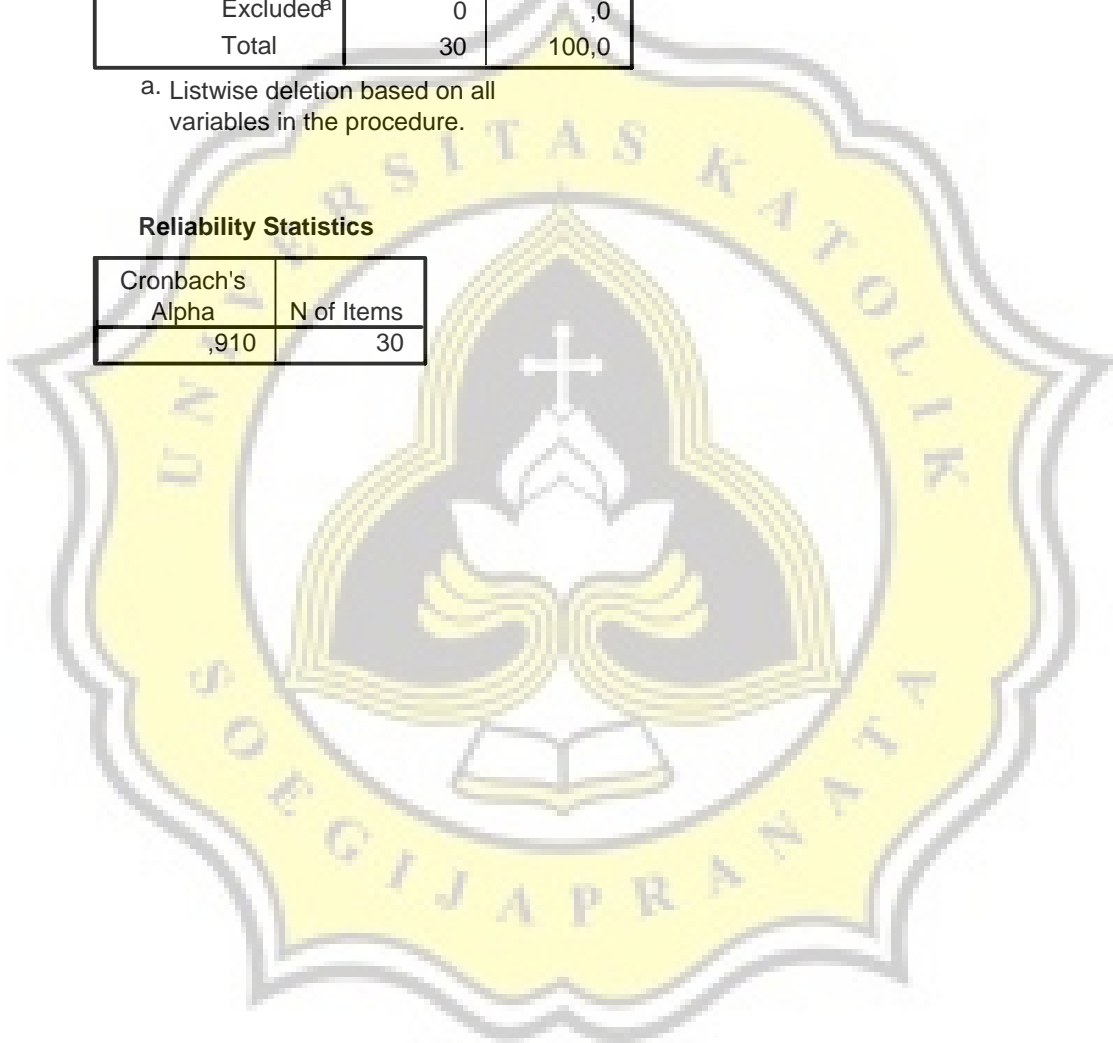 Excludedª 0 ,0
Total 30 100,0
a. Listwise deletion based on all
variables in the procedure.
Reliability Statistics
Cronbach's
Alpha N of Items
,910 30
UNIVERSITAS KATOLIK
SOEGIJAPRANATA